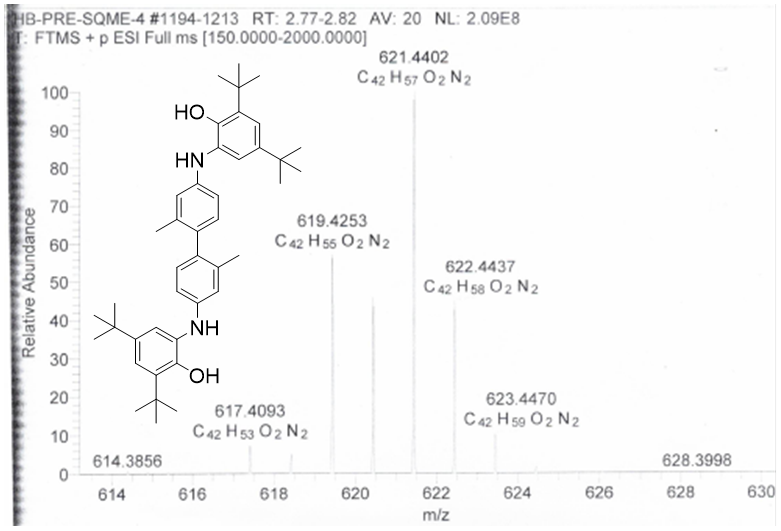 HB-PRE-SQME-4 #1194-1213 RT: 2.77-2.82 AV: 20 NL: 2.09E8
T: FTMS + p ESI Full ms [150.0000-2000.0000]
621.4402
C42 H57 O2 N2
100
90
80
70
60
50
40
30
20
10
0
Relative Abundance
HO
HN
NH
OH
619.4253
C42 H55 O2 N2
622.4437
C42 H58 O2 N2
623.4470
C42 H59 O2 N2
617.4093
C42 H53 O2 N2
614.3856
628.3998
614 616 618 620 622 624 626 628 630
m/z